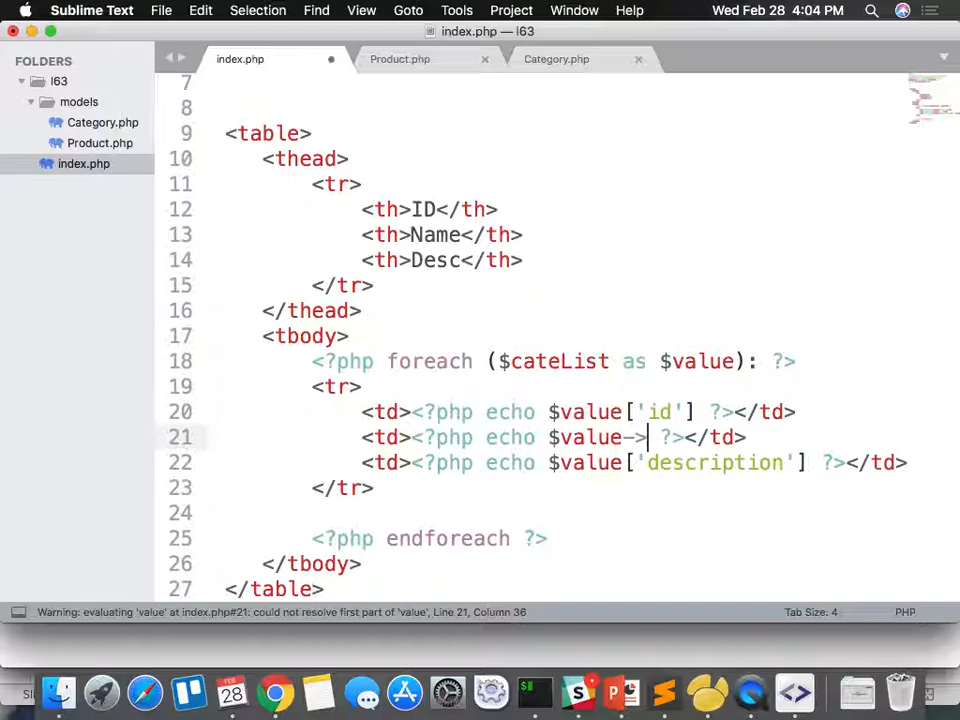 Sublime Text File Edit Selection Find View Goto Tools Project Window Help Wed Feb 28 4:04 PM
index.php — l63
FOLDERS
l63
models
Category.php
Product.php
index.php
index.php Product.php Category.php
7
8
9 <table>
10 <thead>
11 <tr>
12 <th>ID</th>
13 <th>Name</th>
14 <th>Desc</th>
15 </tr>
16 </thead>
17 <tbody>
18 <?php foreach ($cateList as $value): ?>
19 <tr>
20 <td><?php echo $value['id'] ?></td>
21 <td><?php echo $value-> ?></td>
22 <td><?php echo $value['description'] ?></td>
23 </tr>
24
25 <?php endforeach ?>
26 </tbody>
27 </table>
Warning: evaluating 'value' at index.php#21: could not resolve first part of 'value', Line 21, Column 36 Tab Size: 4 PHP